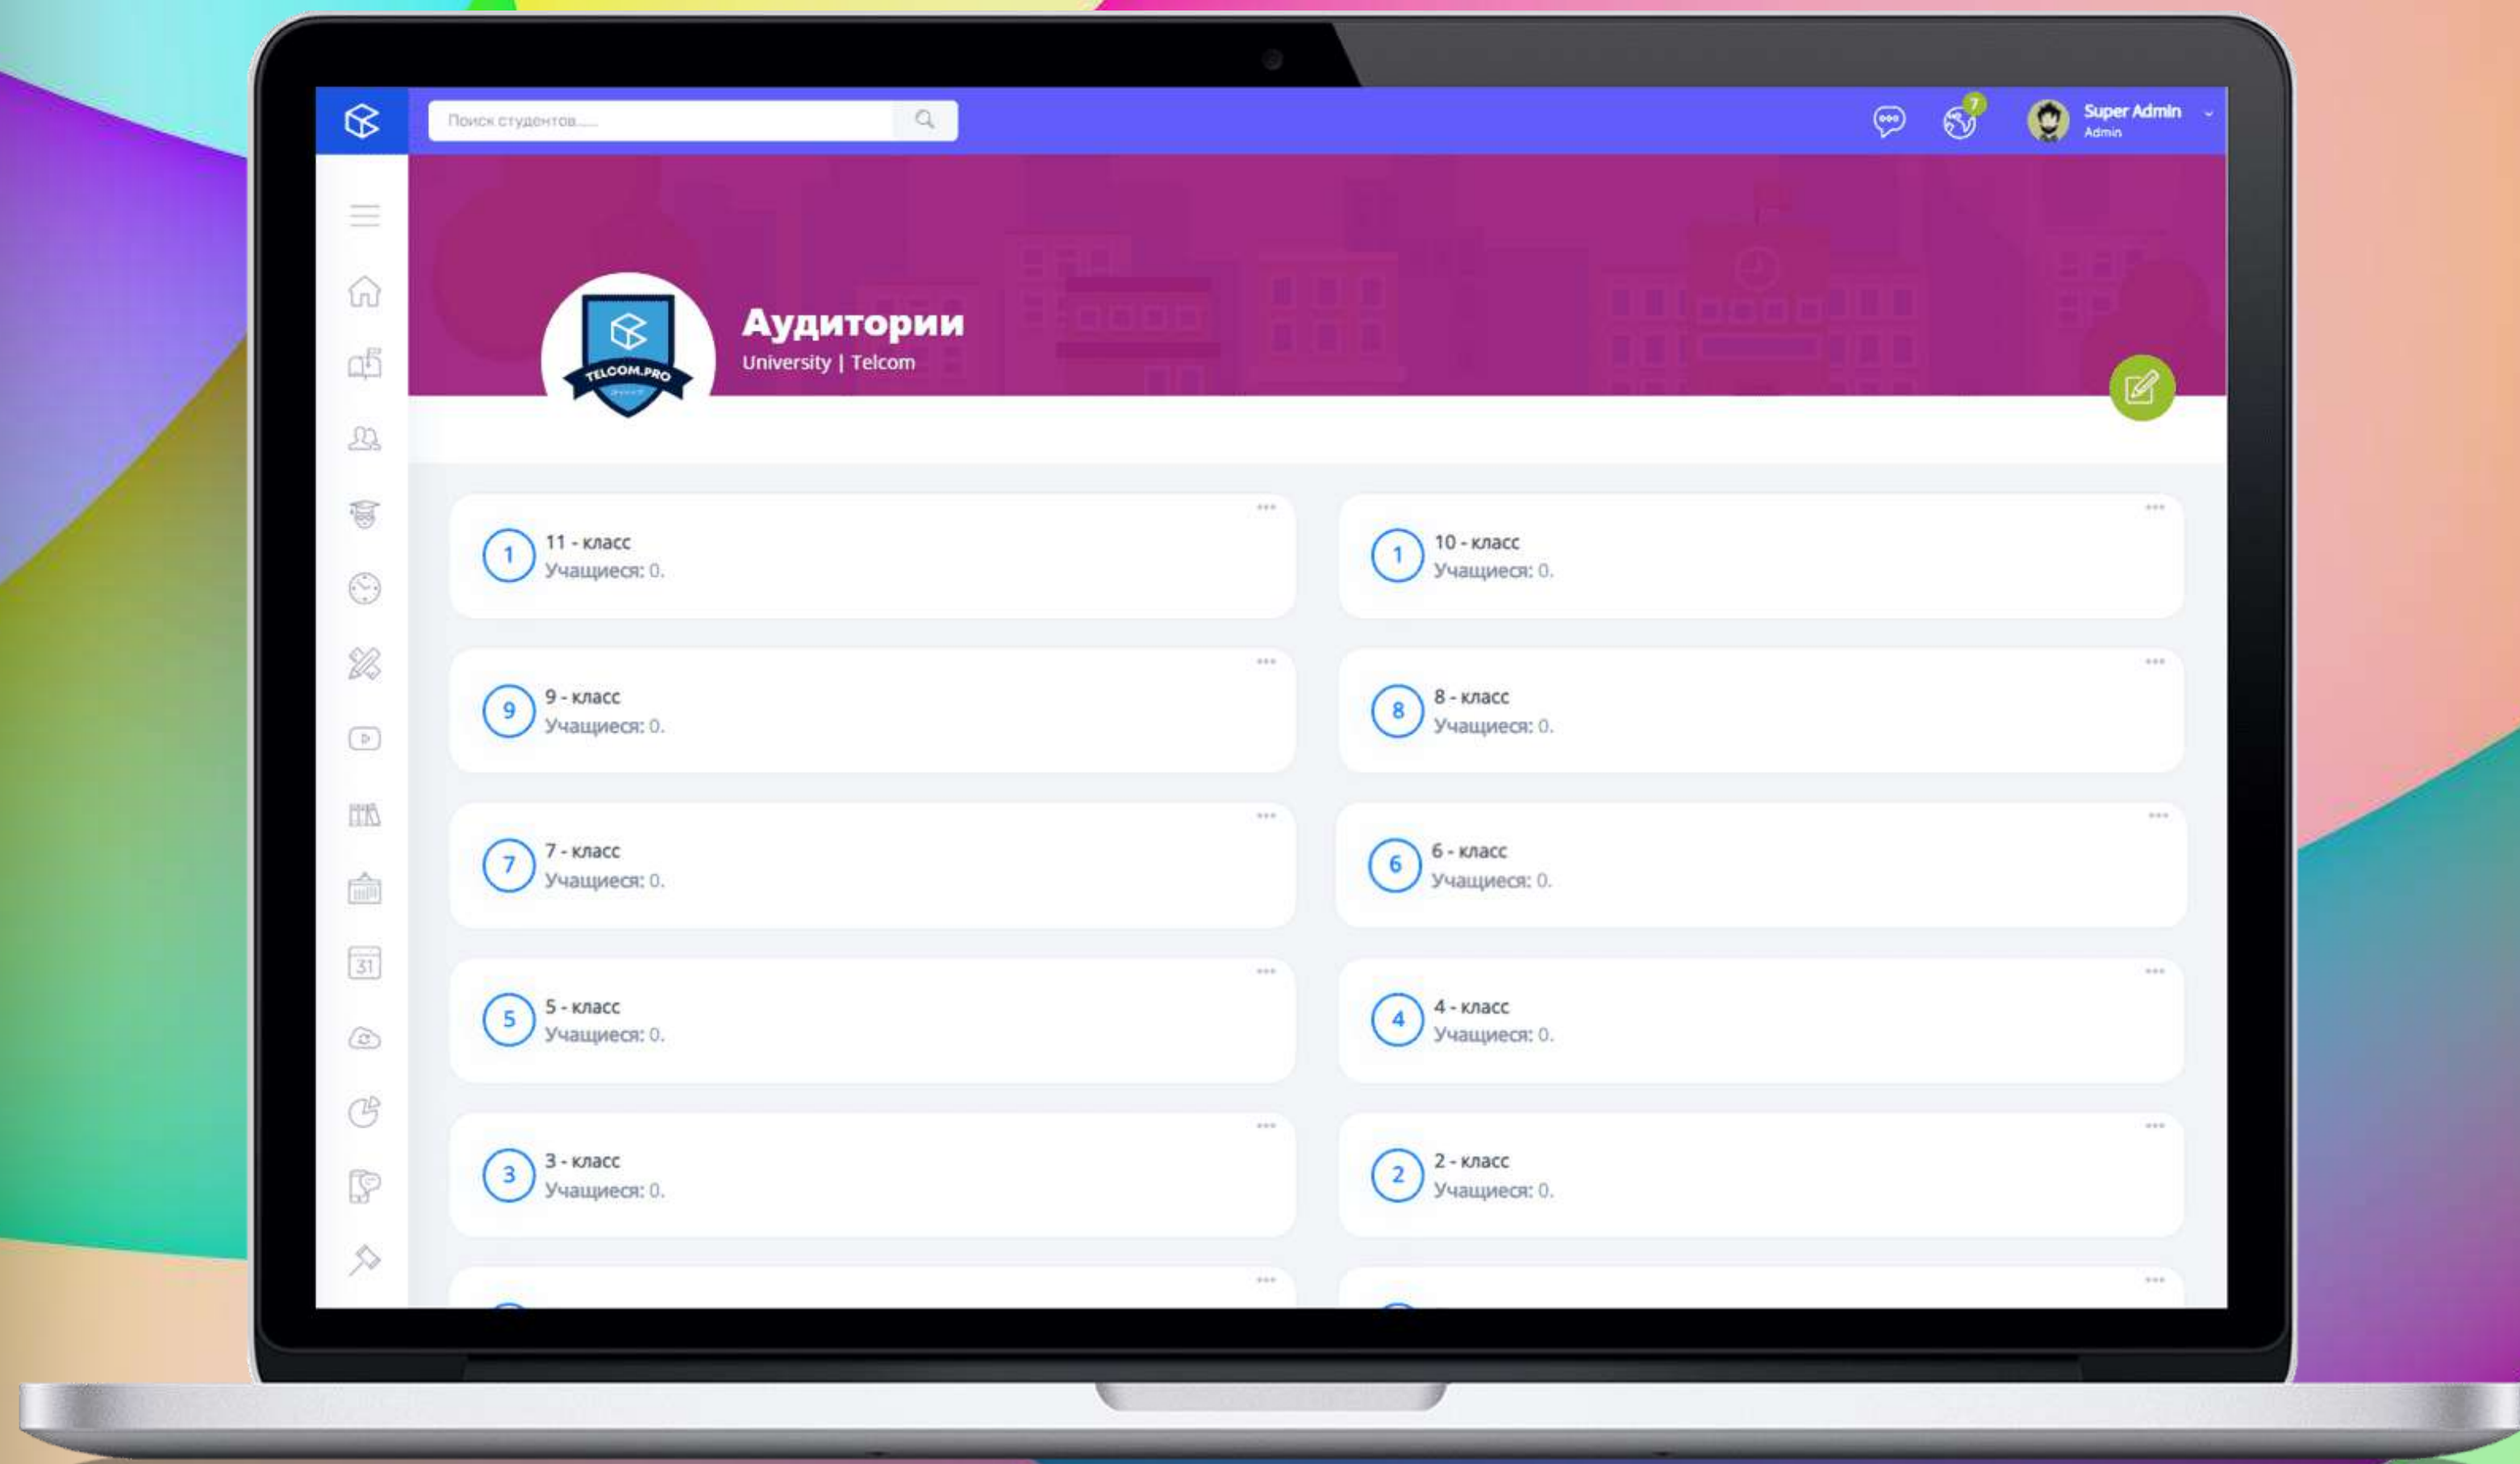 Поиск студентов......
7
Super Admin
Admin
TELCOM.PRO
Аудитории
University | Telcom
1
11 - класс
Учащиеся: 0.
1
10 - класс
Учащиеся: 0.
9
9 - класс
Учащиеся: 0.
8
8 - класс
Учащиеся: 0.
7
7 - класс
Учащиеся: 0.
6
6 - класс
Учащиеся: 0.
31
5
5 - класс
Учащиеся: 0.
4
4 - класс
Учащиеся: 0.
3
3 - класс
Учащиеся: 0.
2
2 - класс
Учащиеся: 0.